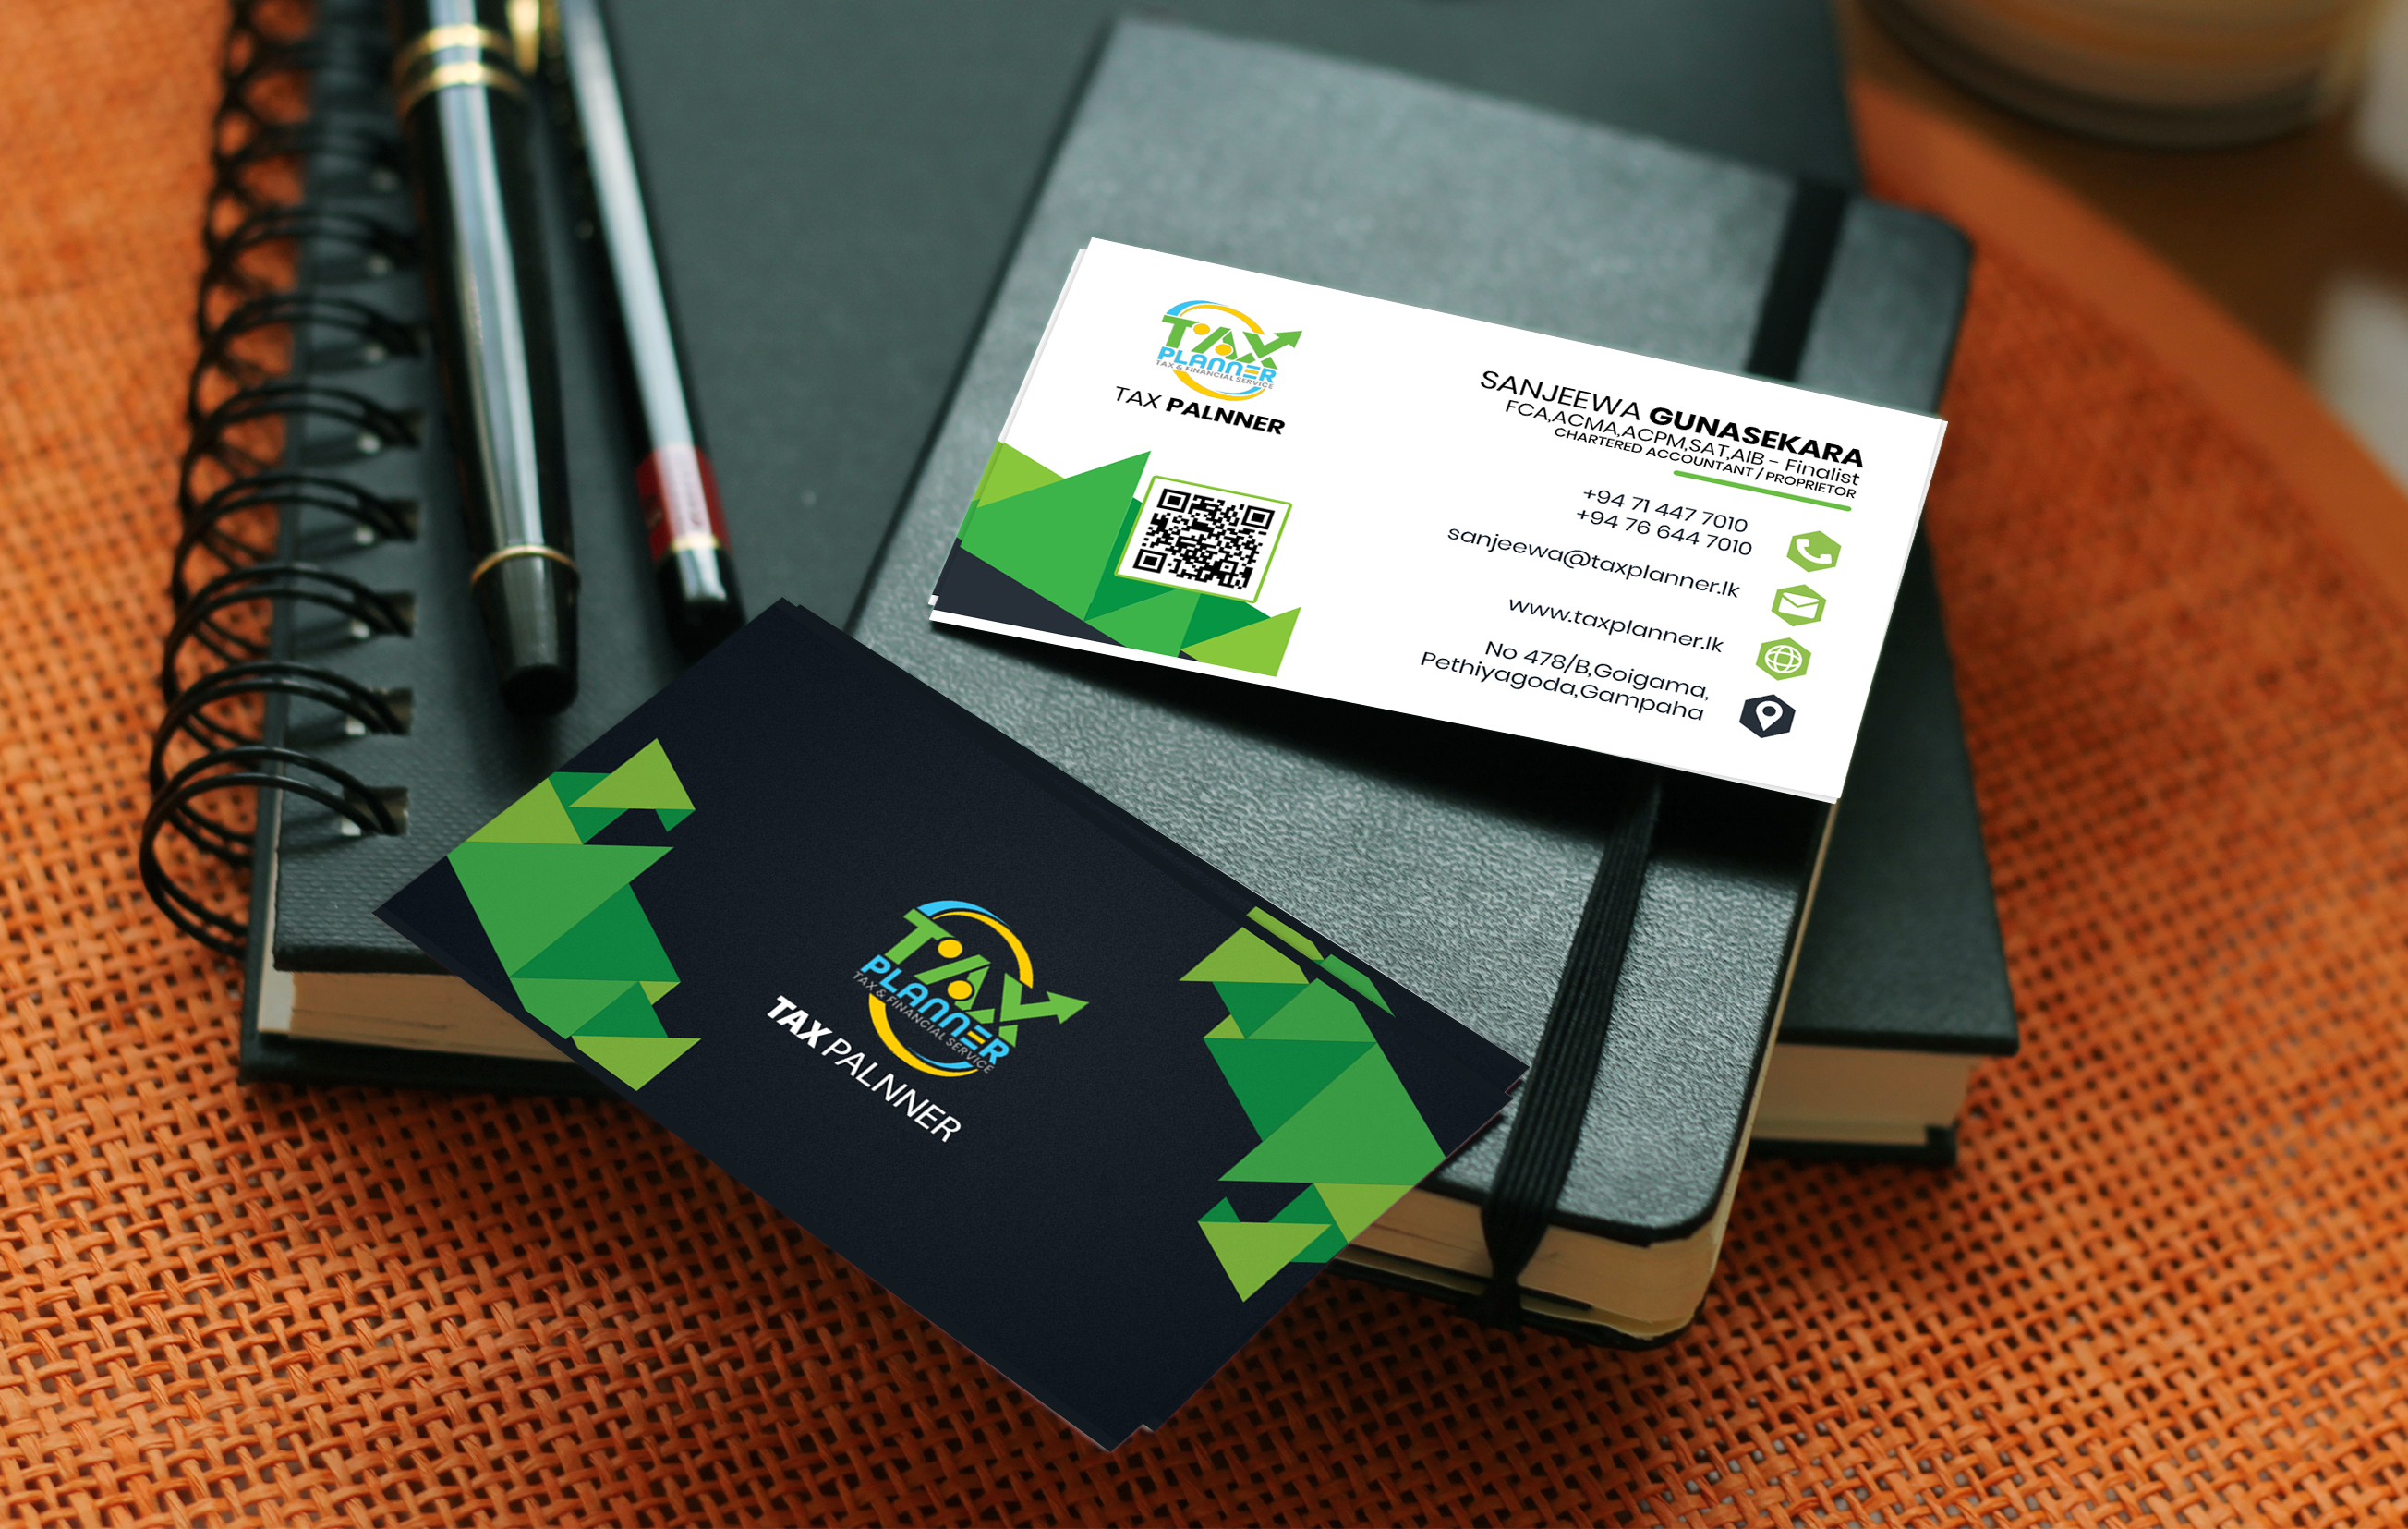 TAX
PLANNER
TAX & FINANCIAL SERVICE
TAX PALNNER
SANJEEWA GUNASEKARA
FCA,ACMA,ACPM,SAT,AIB - Finalist
CHARTERED ACCOUNTANT / PROPRIETOR
+94 71 447 7010
+94 76 644 7010
sanjeewa@taxplanner.lk
www.taxplanner.lk
No 478/B,Goigama,
Pethiyagoda,Gampaha
TAX
PLANNER
TAX & FINANCIAL SERVICE
TAX PALNNER